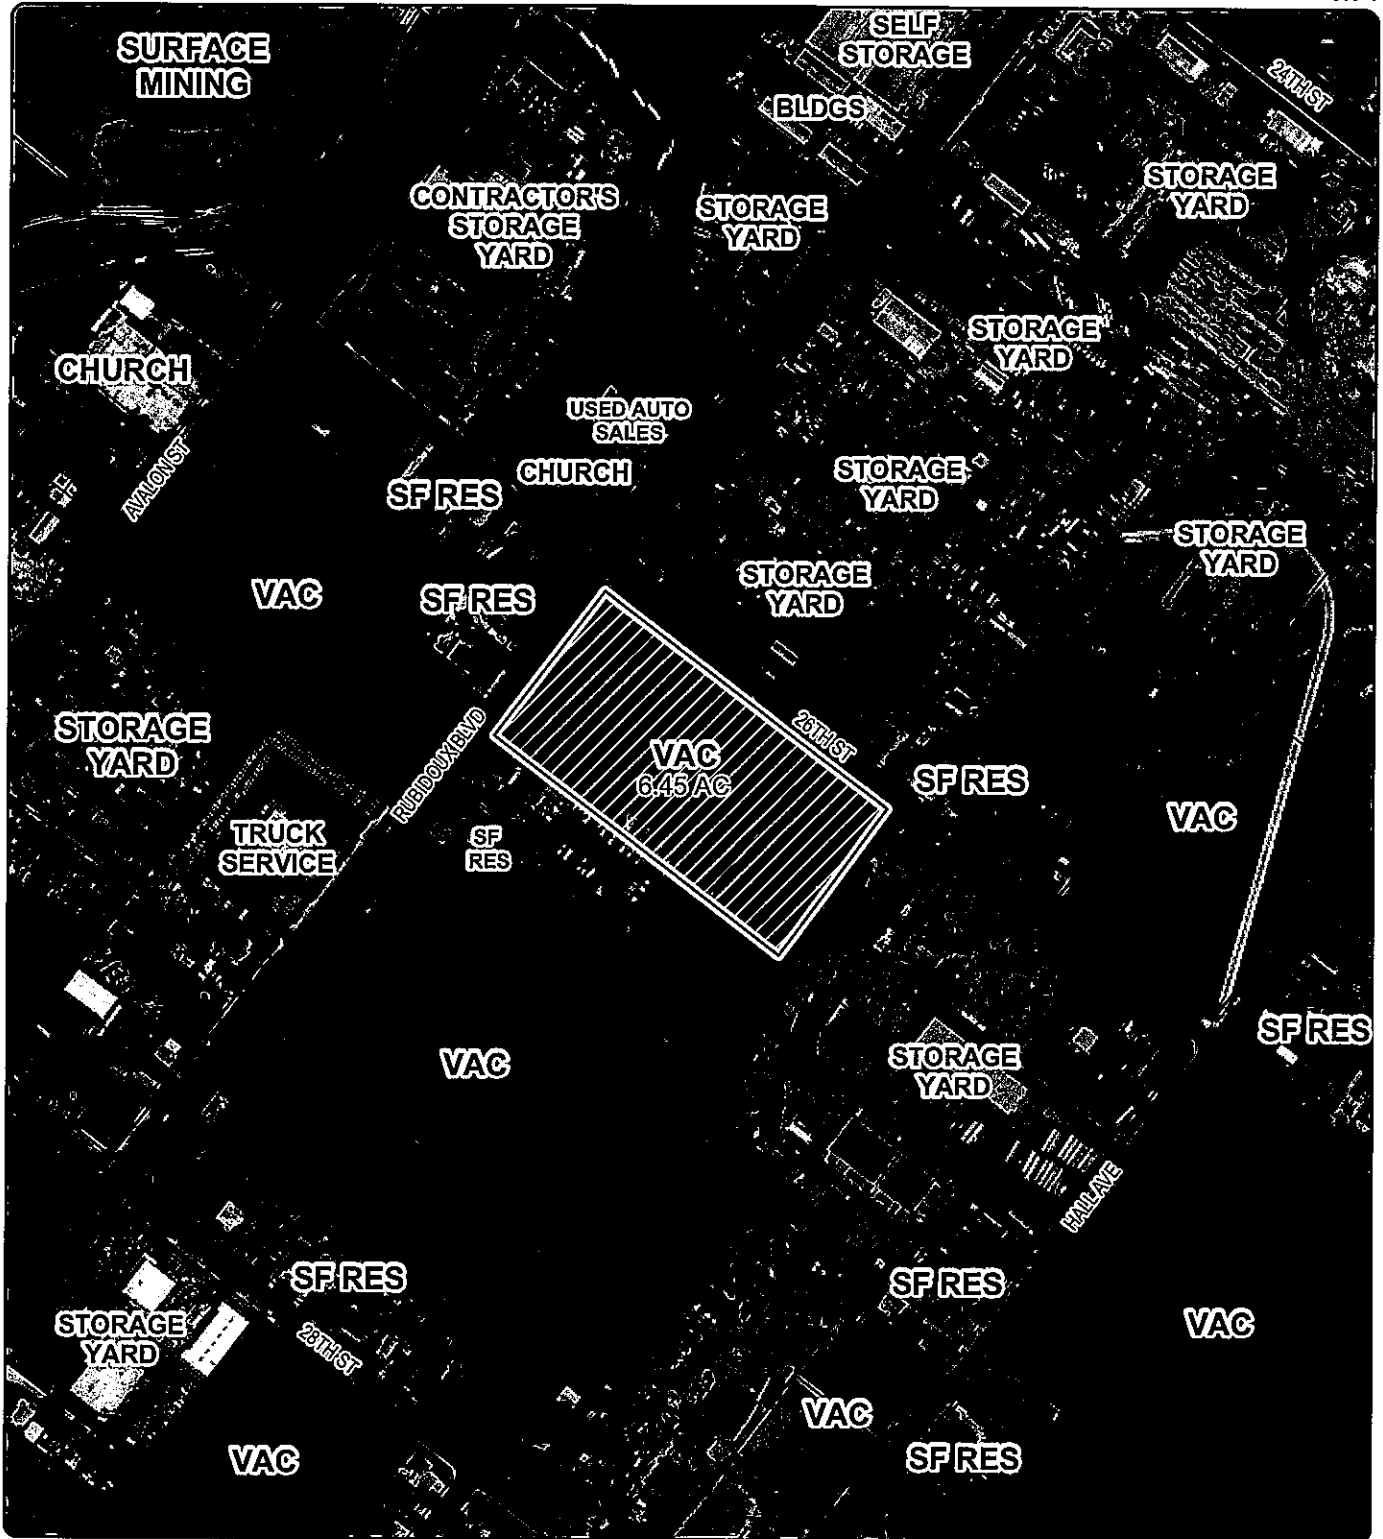 SURFACE
MINING
SELF
STORAGE
BLDGS
24TH ST
CONTRACTOR'S
STORAGE
YARD
STORAGE
YARD
STORAGE
YARD
STORAGE
YARD
CHURCH
USED AUTO
SALES
CHURCH
AVALON ST
SF RES
STORAGE
YARD
STORAGE
YARD
STORAGE
YARD
VAC
SF RES
STORAGE
YARD
RUBIDOUX BLVD
26TH ST
VAC
6.45 AC
SF RES
VAC
TRUCK
SERVICE
SF
RES
VAC
STORAGE
YARD
SF RES
HALL AVE
SF RES
SF RES
STORAGE
YARD
28TH ST
VAC
VAC
VAC
SF RES